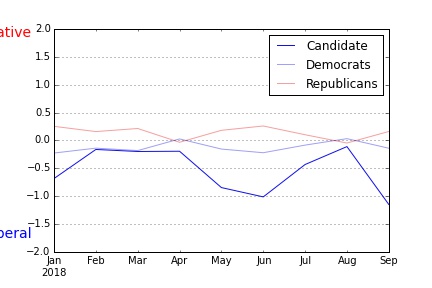 ative
2.0
1.5
1.0
0.5
0.0
−0.5
−1.0
−1.5
−2.0
beral
Candidate
Democrats
Republicans
Jan Feb Mar Apr May Jun Jul Aug Sep
2018